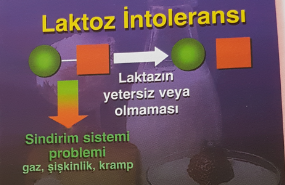 Laktoz İntoleransı
Laktazın
yetersiz veya
olmaması
Sindirim sistemi
problemi
gaz, şişkinlik, kramp